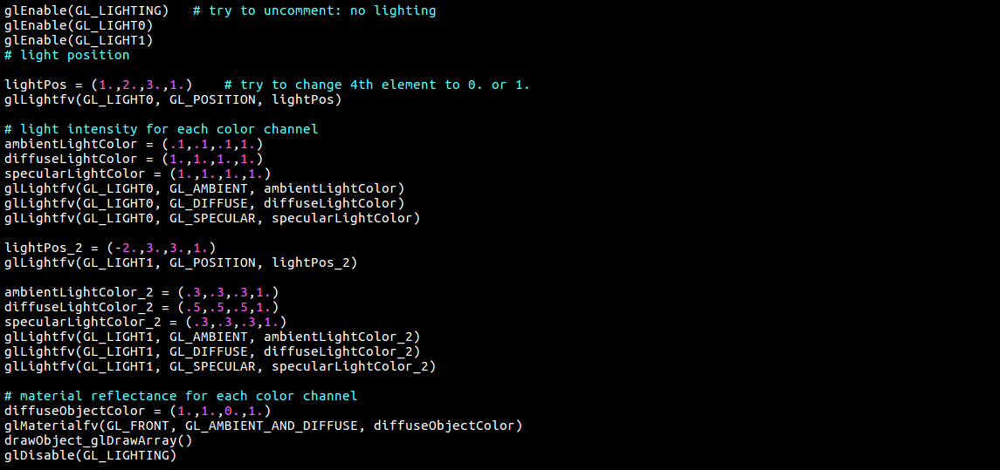 glEnable(GL_LIGHTING)   # try to uncomment: no lighting
glEnable(GL_LIGHT0)
glEnable(GL_LIGHT1)
# light position
lightPos = (1.,2.,3.,1.)    # try to change 4th element to 0. or 1.
glLightfv(GL_LIGHT0, GL_POSITION, lightPos)
# light intensity for each color channel
ambientLightColor = (.1,.1,.1,1.)
diffuseLightColor = (1.,1.,1.,1.)
specularLightColor = (1.,1.,1.,1.)
glLightfv(GL_LIGHT0, GL_AMBIENT, ambientLightColor)
glLightfv(GL_LIGHT0, GL_DIFFUSE, diffuseLightColor)
glLightfv(GL_LIGHT0, GL_SPECULAR, specularLightColor)
lightPos_2 = (-2.,3.,3.,1.)
glLightfv(GL_LIGHT1, GL_POSITION, lightPos_2)
ambientLightColor_2 = (.3,.3,.3,1.)
diffuseLightColor_2 = (.5,.5,.5,1.)
specularLightColor_2 = (.3,.3,.3,1.)
glLightfv(GL_LIGHT1, GL_AMBIENT, ambientLightColor_2)
glLightfv(GL_LIGHT1, GL_DIFFUSE, diffuseLightColor_2)
glLightfv(GL_LIGHT1, GL_SPECULAR, specularLightColor_2)
# material reflectance for each color channel
diffuseObjectColor = (1.,1.,0.,1.)
glMaterialfv(GL_FRONT, GL_AMBIENT_AND_DIFFUSE, diffuseObjectColor)
drawObject_glDrawArray()
glDisable(GL_LIGHTING)